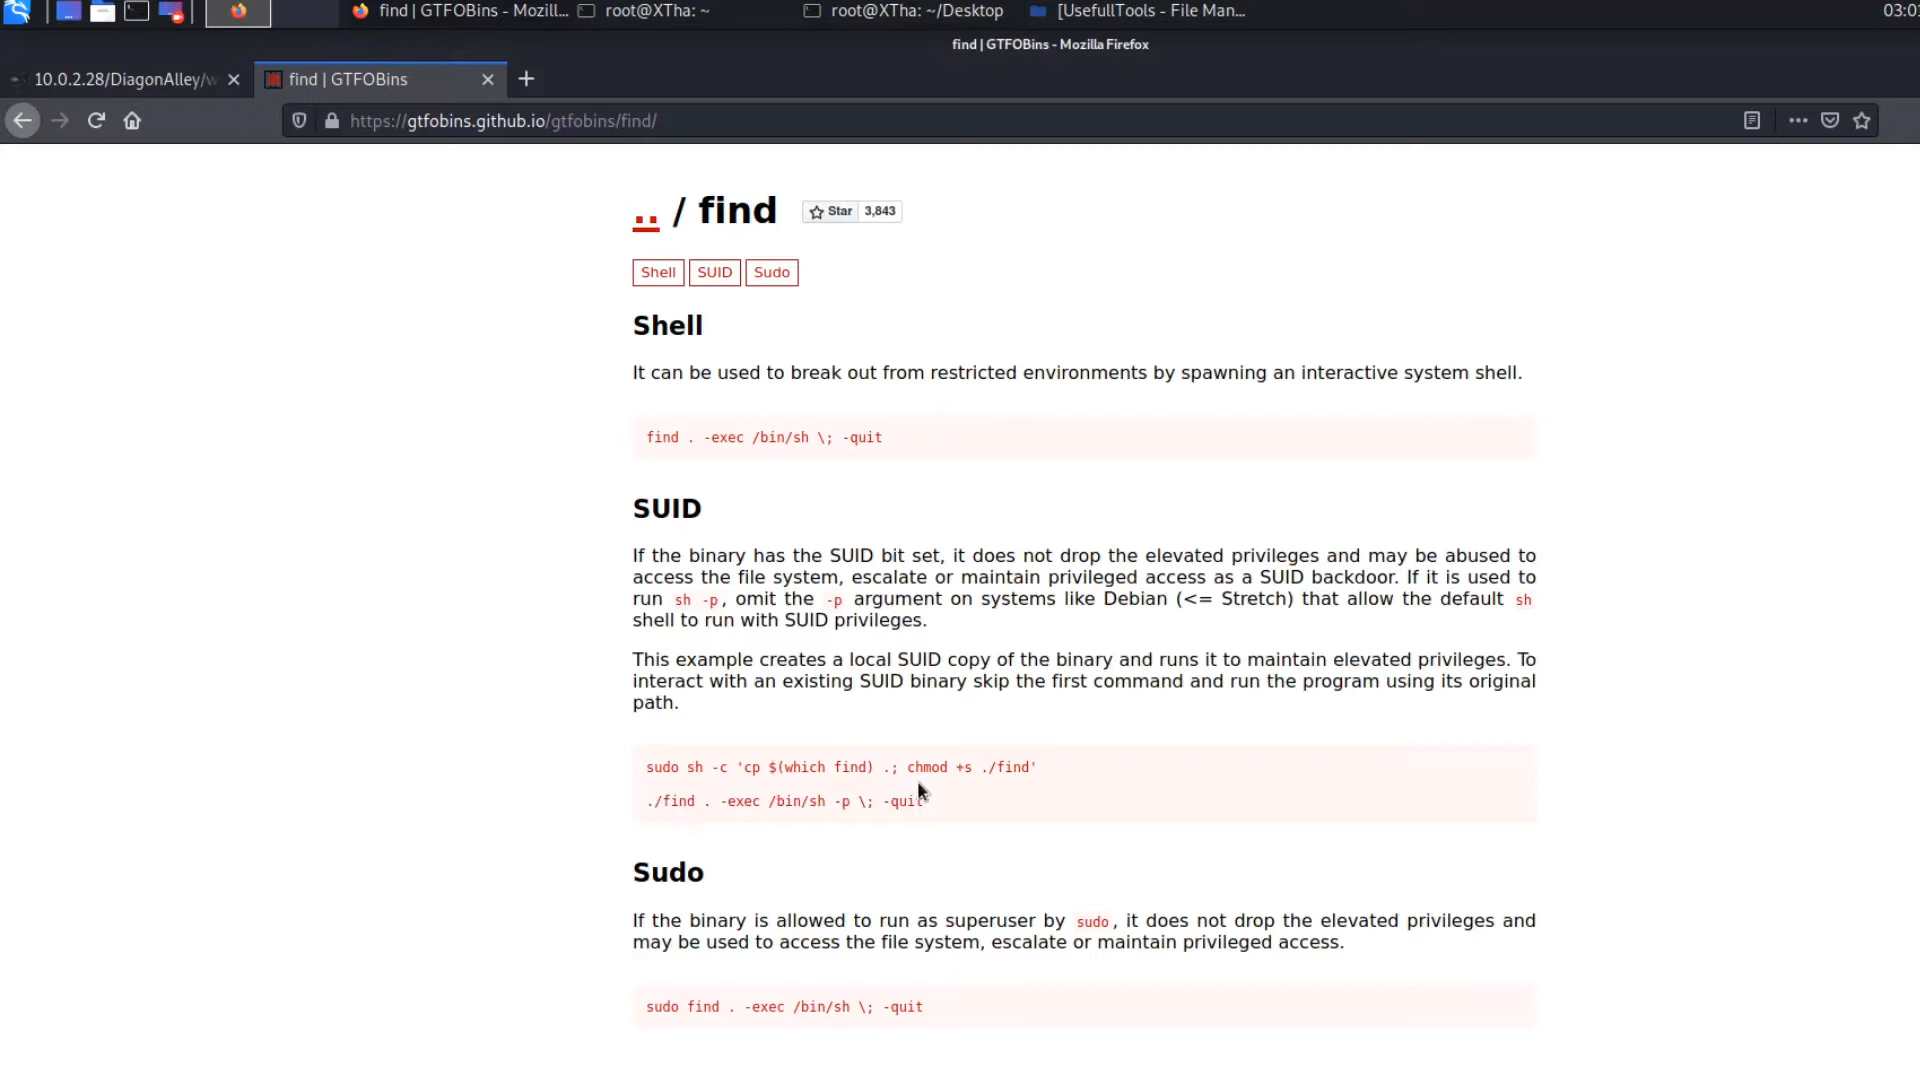 find | GTFOBins - Mozill... root@XTha: ~ root@XTha: ~/Desktop [UsefullTools - File Man...
find | GTFOBins - Mozilla Firefox
10.0.2.28/DiagonAlley/w find | GTFOBins
https://gtfobins.github.io/gtfobins/find/
.. / find Star 3,843
Shell SUID Sudo
Shell
It can be used to break out from restricted environments by spawning an interactive system shell.
find . -exec /bin/sh \; -quit
SUID
If the binary has the SUID bit set, it does not drop the elevated privileges and may be abused to
access the file system, escalate or maintain privileged access as a SUID backdoor. If it is used to
run sh -p, omit the -p argument on systems like Debian (<= Stretch) that allow the default sh
shell to run with SUID privileges.
This example creates a local SUID copy of the binary and runs it to maintain elevated privileges. To
interact with an existing SUID binary skip the first command and run the program using its original
path.
sudo sh -c 'cp $(which find) .; chmod +s ./find'
./find . -exec /bin/sh -p \; -quit
Sudo
If the binary is allowed to run as superuser by sudo, it does not drop the elevated privileges and
may be used to access the file system, escalate or maintain privileged access.
sudo find . -exec /bin/sh \; -quit